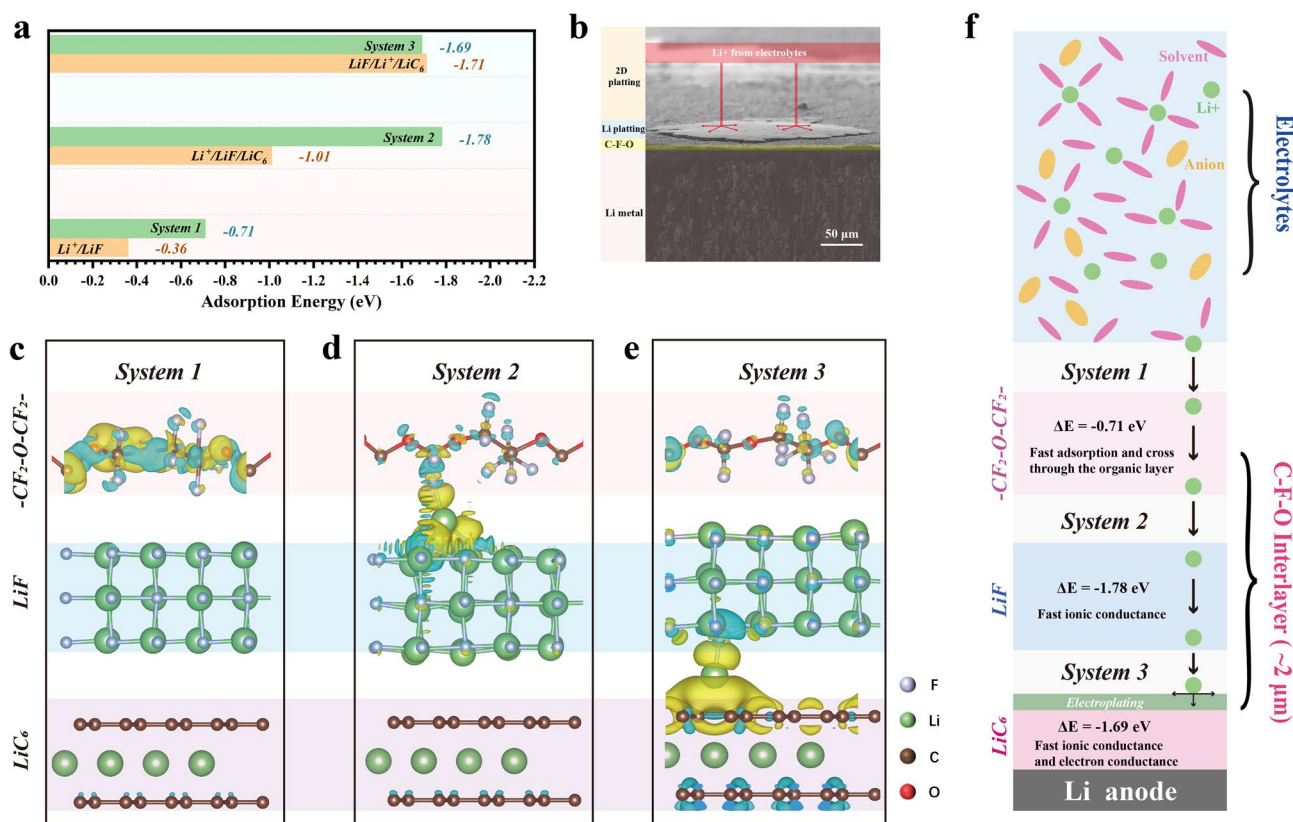 a
System 3
-1.69
LiF/Li⁺/LiC₆
-1.71
System 2
-1.78
Li⁺/LiF/LiC₆
-1.01
System 1
-0.71
Li⁺/LiF
-0.36
0.0 -0.2 -0.4 -0.6 -0.8 -1.0 -1.2 -1.4 -1.6 -1.8 -2.0 -2.2
Adsorption Energy (eV)
b
Li+ from electrolytes
2D
platting
Li platting
C-F-O
Li metal
50 μm
c
System 1
d
System 2
e
System 3
-CF₂-O-CF₂-
LiF
LiC₆
F
Li
C
O
f
Solvent
Li+
Anion
Electrolytes
System 1
-CF₂-O-CF₂-
ΔE = -0.71 eV
Fast adsorption and cross
through the organic layer
System 2
LiF
ΔE = -1.78 eV
Fast ionic conductance
System 3
Electroplating
LiC₆
ΔE = -1.69 eV
Fast ionic conductance
and electron conductance
Li anode
C-F-O Interlayer ( ~2 μm)